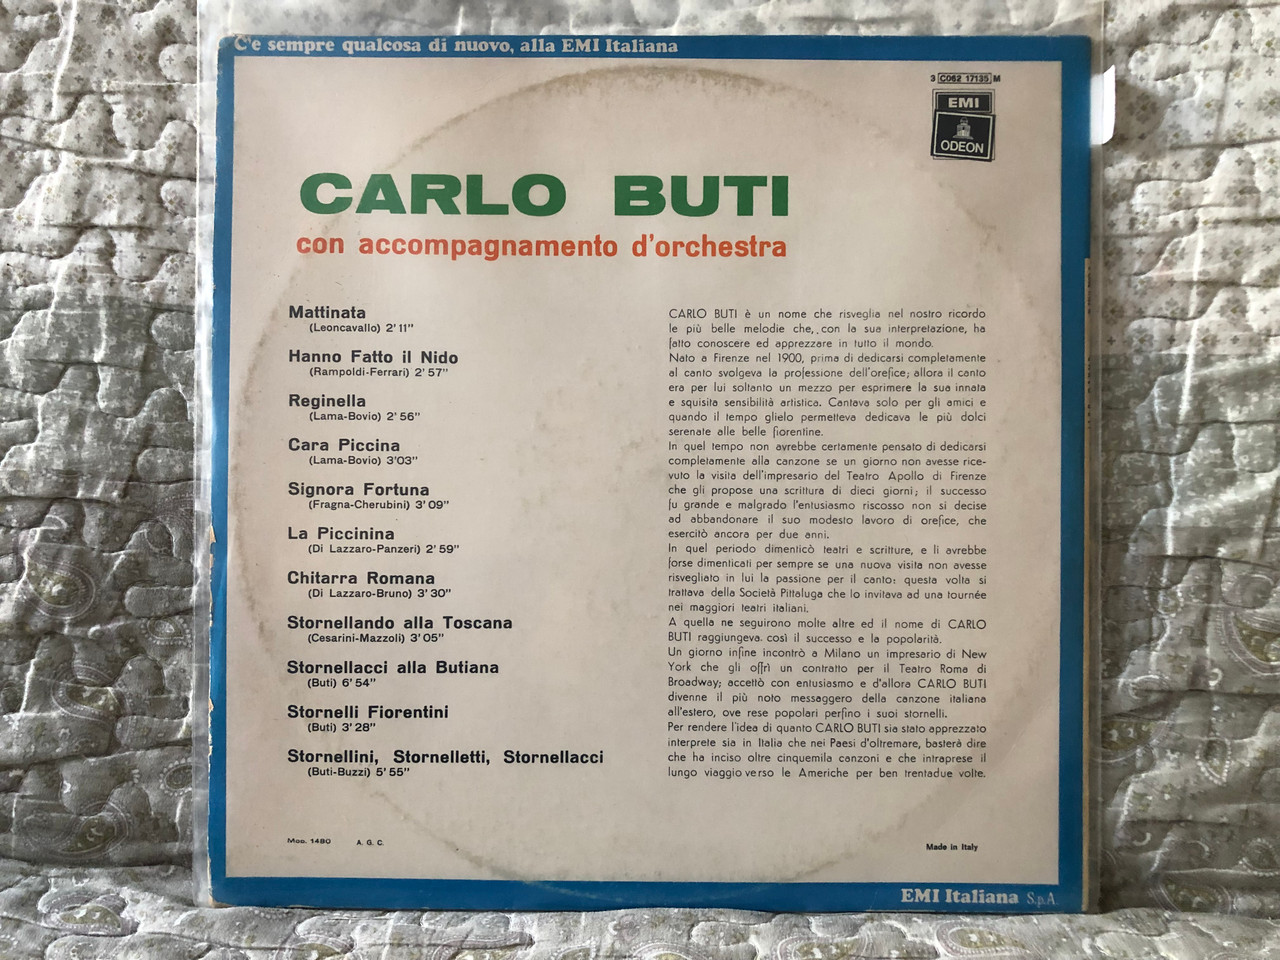 C'è sempre qualcosa di nuovo, alla EMI Italiana
3 C062 17135 M
EMI
ODEON
CARLO BUTI
con accompagnamento d'orchestra
Mattinata
(Leoncavallo) 2'11"
Hanno Fatto il Nido
(Rampoldi-Ferrari) 2'57"
Reginella
(Lama-Bovio) 2'56"
Cara Piccina
(Lama-Bovio) 3'03"
Signora Fortuna
(Fragna-Cherubini) 3'09"
La Piccinina
(Di Lazzaro-Panzeri) 2'59"
Chitarra Romana
(Di Lazzaro-Bruno) 3'30"
Stornellando alla Toscana
(Cesarini-Mazzoli) 3'05"
Stornellacci alla Butiana
(Buti) 6'54"
Stornelli Fiorentini
(Buti) 3'28"
Stornellini, Stornelletti, Stornellacci
(Buti-Buzzi) 5'55"
CARLO BUTI è un nome che risveglia nel nostro ricordo
le più belle melodie che, con la sua interpretazione, ha
fatto conoscere ed apprezzare in tutto il mondo.
Nato a Firenze nel 1900, prima di dedicarsi completamente
al canto svolgeva la professione dell'orefice; allora il canto
era per lui soltanto un mezzo per esprimere la sua innata
e squisita sensibilità artistica. Cantava solo per gli amici e
quando il tempo glielo permetteva dedicava le più dolci
serenate alle belle fiorentine.
In quel tempo non avrebbe certamente pensato di dedicarsi
completamente alla canzone se un giorno non avesse rice-
vuto la visita dell'impresario del Teatro Apollo di Firenze
che gli propose una scrittura di dieci giorni; il successo
fu grande e malgrado l'entusiasmo riscosso non si decise
ad abbandonare il suo modesto lavoro di orefice, che
esercitò ancora per due anni.
In quel periodo dimenticò teatri e scritture, e li avrebbe
forse dimenticati per sempre se una nuova visita non avesse
risvegliato in lui la passione per il canto: questa volta si
trattava della Società Pittaluga che lo invitava ad una tournée
nei maggiori teatri italiani.
A quella ne seguirono molte altre ed il nome di CARLO
BUTI raggiungeva così il successo e la popolarità.
Un giorno infine incontrò a Milano un impresario di New
York che gli offrì un contratto per il Teatro Roma di
Broadway; accettò con entusiasmo e d'allora CARLO BUTI
divenne il più noto messaggero della canzone italiana
all'estero, ove rese popolari perfino i suoi stornelli.
Per rendere l'idea di quanto CARLO BUTI sia stato apprezzato
interprete sia in Italia che nei Paesi d'oltremare, basterà dire
che ha inciso oltre cinquemila canzoni e che intraprese il
lungo viaggio verso le Americhe per ben trentadue volte.
Mod. 1480 A. G. C.
Made in Italy
EMI Italiana S.p.A.